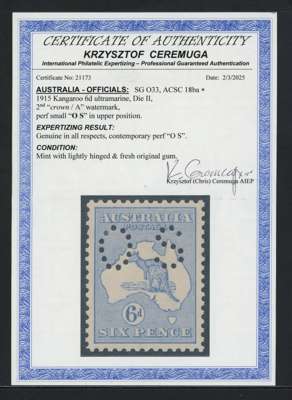 CERTIFICATE OF AUTHENTICITY
KRZYSZTOF CEREMUGA
International Philatelic Expertizing – Professional Guaranteed Authentication
Certificate No: 21173 Date: 2/3/2025
AUSTRALIA - OFFICIALS: SG O33, ACSC 18ba *
1915 Kangaroo 6d ultramarine, Die II,
2nd "crown / A" watermark,
perf small "O S" in upper position.
EXPERTIZING RESULT:
Genuine in all respects, contemporary perf "O S".
CONDITION:
Mint with lightly hinged & fresh original gum.
K. Ceremuga
Krzysztof (Chris) Ceremuga AIEP
AUSTRALIA
POSTAGE
O S
6d
SIX PENCE